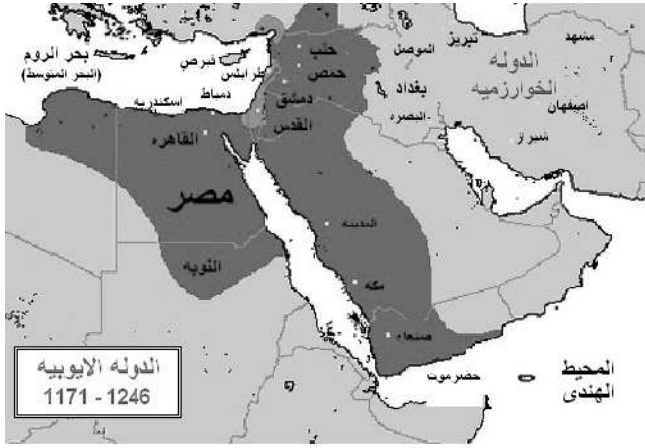 بحر الروم
(البحر المتوسط)
قبرص
طرابلس
حلب
حمص
دمشق
القدس
دمياط
اسكندريه
القاهره
مصر
النوبه
الموصل
تبريز
بغداد
البصره
الدوله
الخوارزميه
مشهد
اصفهان
شيراز
المدينه
مكه
صنعاء
حضرموت
المحيط
الهندى
الدوله الايوبيه
1171 - 1246